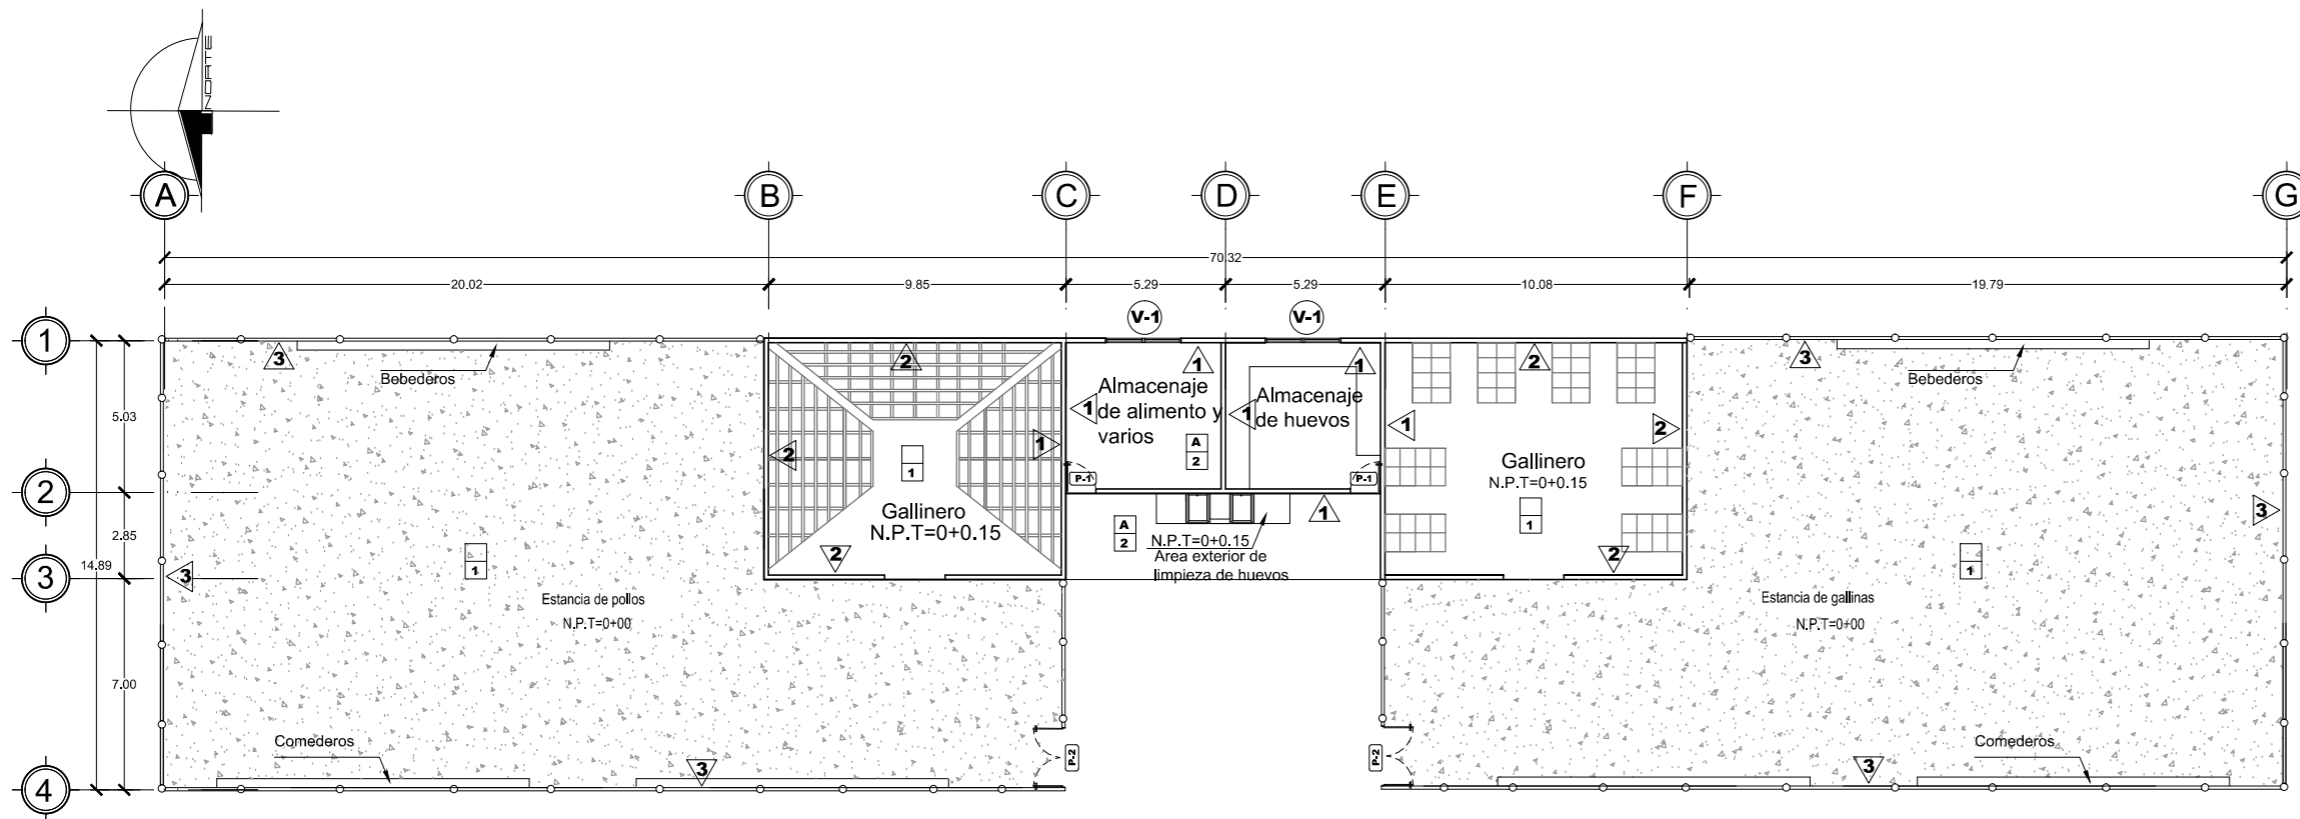 NORTE
A
B
C
D
E
F
G
70.32
20.02
9.85
5.29
5.29
10.08
19.79
V-1
V-1
1
2
3
4
5.03
2.85
14.89
7.00
3
Bebederos
2
1
Almacenaje
de alimento y
varios
1
1
Almacenaje
de huevos
1
2
3
Bebederos
2
1
1
A
2
P-1
P-1
1
2
Gallinero
N.P.T=0+0.15
1
Gallinero
N.P.T=0+0.15
2
A
2
N.P.T=0+0.15
Area exterior de
limpieza de huevos
1
2
3
3
1
1
Estancia de pollos
N.P.T=0+00
Estancia de gallinas
N.P.T=0+00
Comederos
3
P-2
P-2
Comederos
3